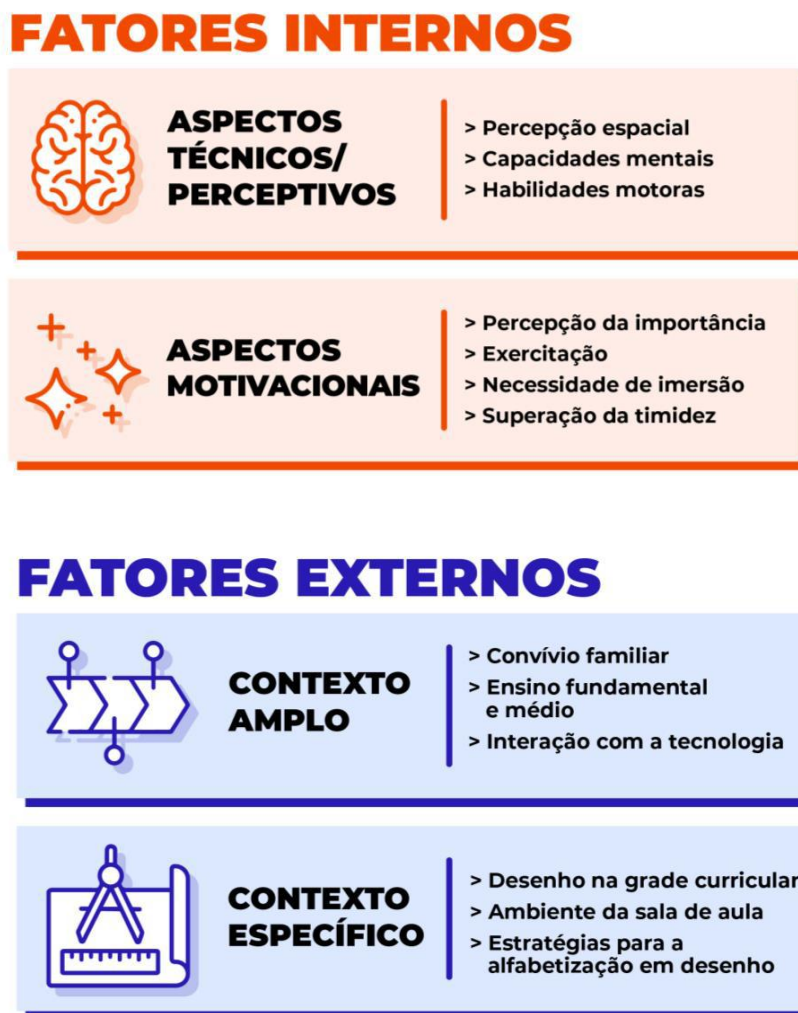 FATORES INTERNOS
ASPECTOS
TÉCNICOS/
PERCEPTIVOS
> Percepção espacial
> Capacidades mentais
> Habilidades motoras
ASPECTOS
MOTIVACIONAIS
> Percepção da importância
> Exercitação
> Necessidade de imersão
> Superação da timidez
FATORES EXTERNOS
CONTEXTO
AMPLO
> Convívio familiar
> Ensino fundamental
e médio
> Interação com a tecnologia
CONTEXTO
ESPECÍFICO
> Desenho na grade curricular
> Ambiente da sala de aula
> Estratégias para a
alfabetização em desenho